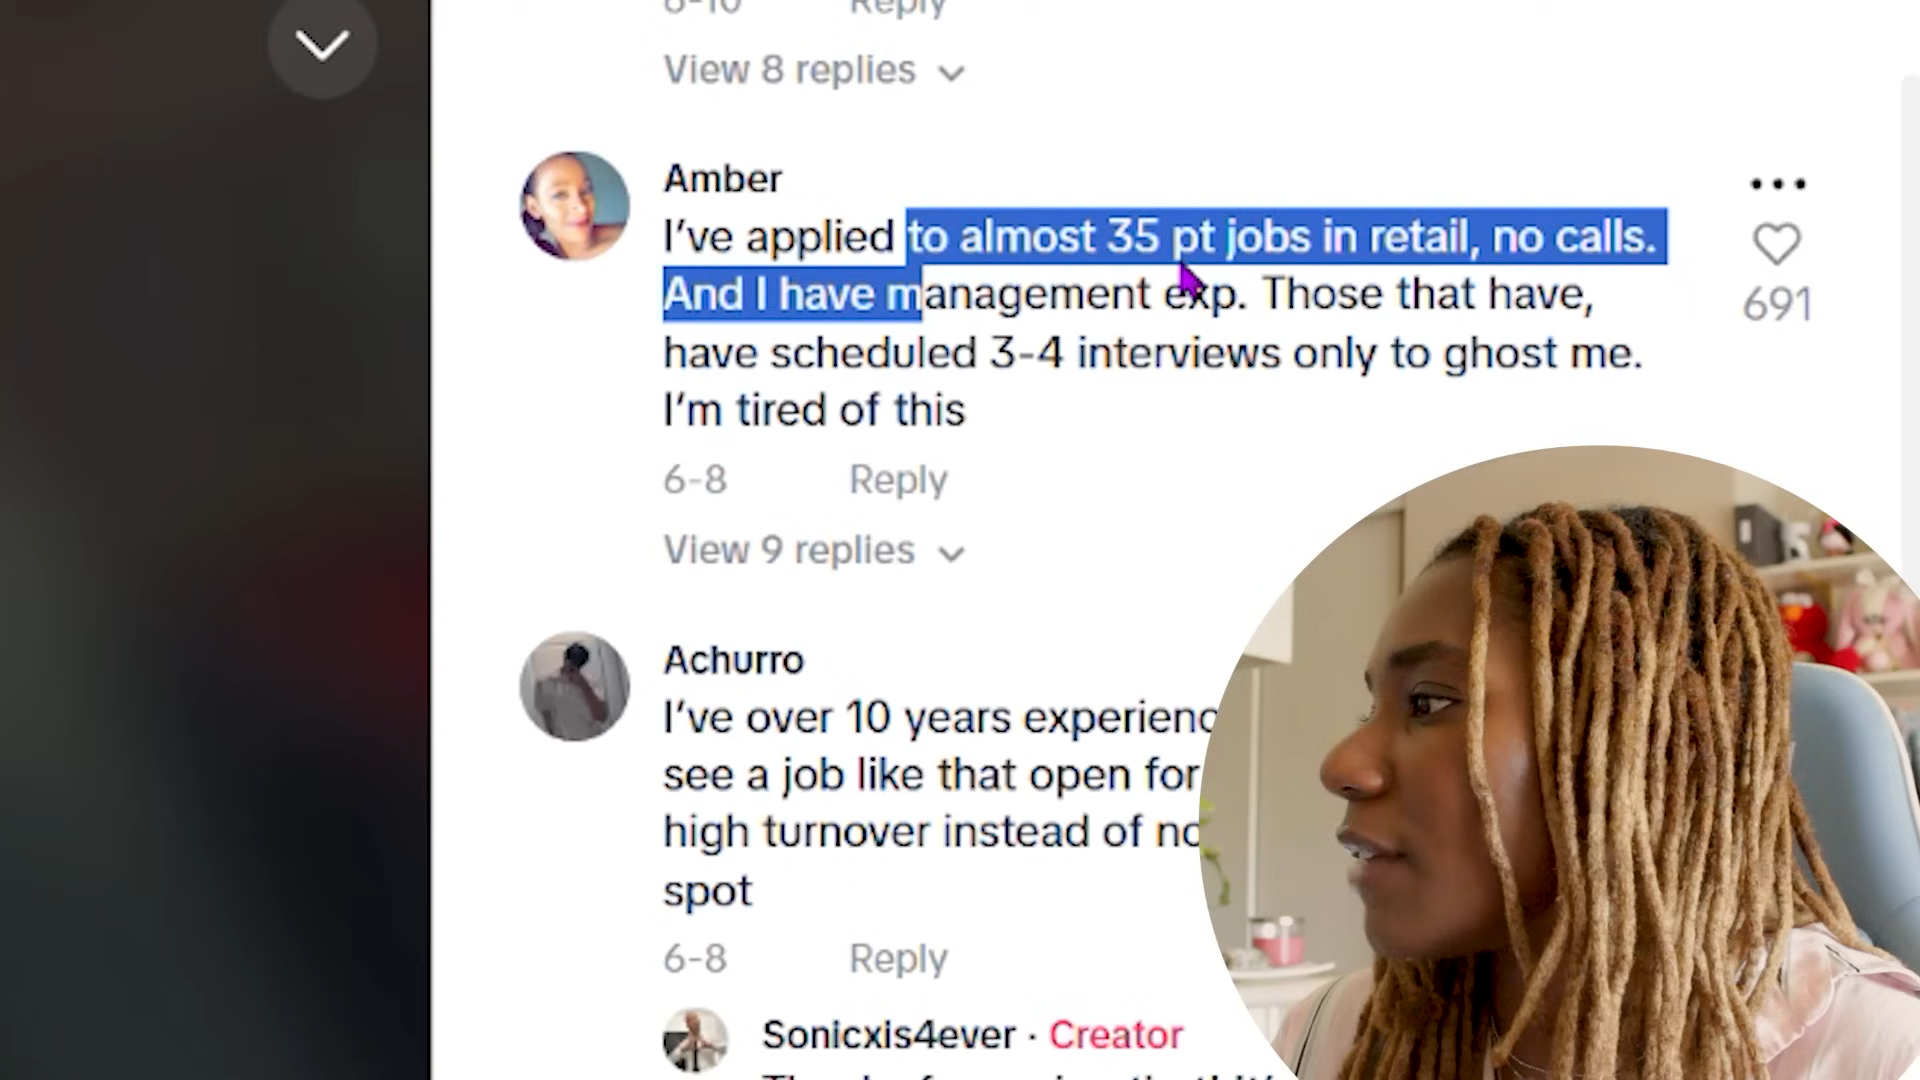 6-10 Reply
View 8 replies
Amber
I've applied to almost 35 pt jobs in retail, no calls.
And I have management exp. Those that have,
have scheduled 3-4 interviews only to ghost me.
I'm tired of this
691
6-8 Reply
View 9 replies
Achurro
I've over 10 years
see a job like that open for
high turnover instead of
spot
6-8 Reply
Sonicxis4ever · Creator